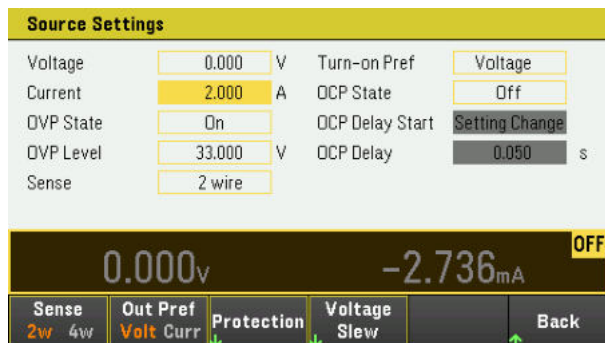 Source Settings
Voltage 0.000 V Turn-on Pref Voltage
Current 2.000 A OCP State Off
OVP State On OCP Delay Start Setting Change
OVP Level 33.000 V OCP Delay 0.050 s
Sense 2 wire
OFF
0.000V -2.736mA
Sense Out Pref Protection Voltage Back
2w 4w Volt Curr Slew